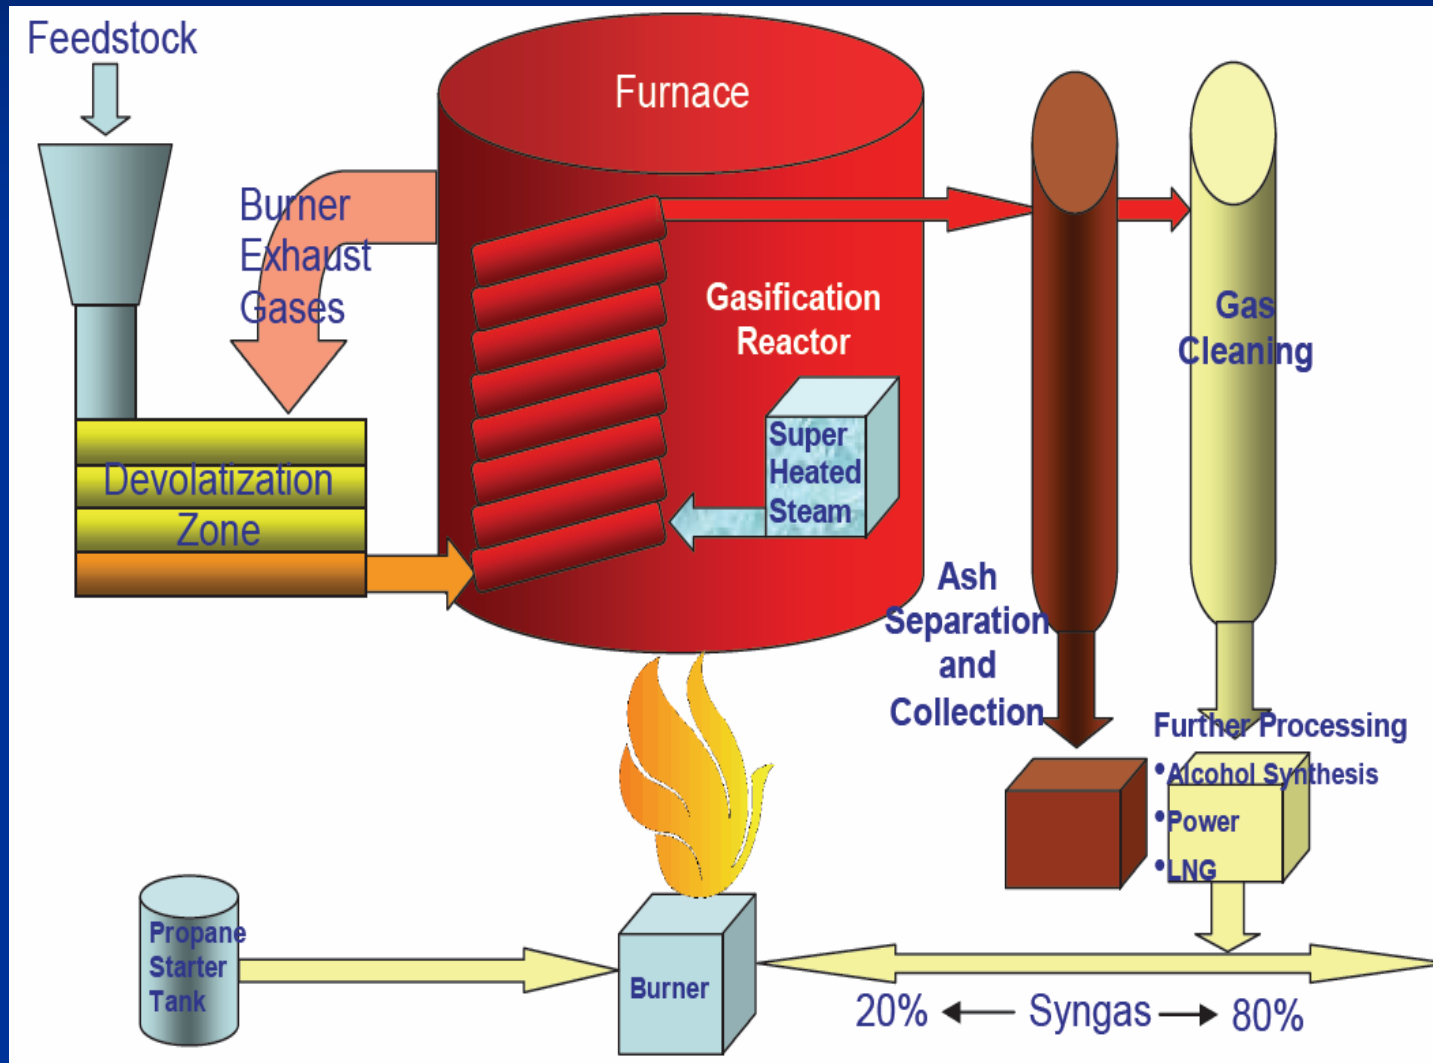 Feedstock
Furnace
Burner
Exhaust
Gases
Gasification
Reactor
Gas
Cleaning
Super
Heated
Steam
Devolatization
Zone
Ash
Separation
and
Collection
Further Processing
•Alcohol Synthesis
•Power
•LNG
Propane
Starter
Tank
Burner
20% ← Syngas → 80%